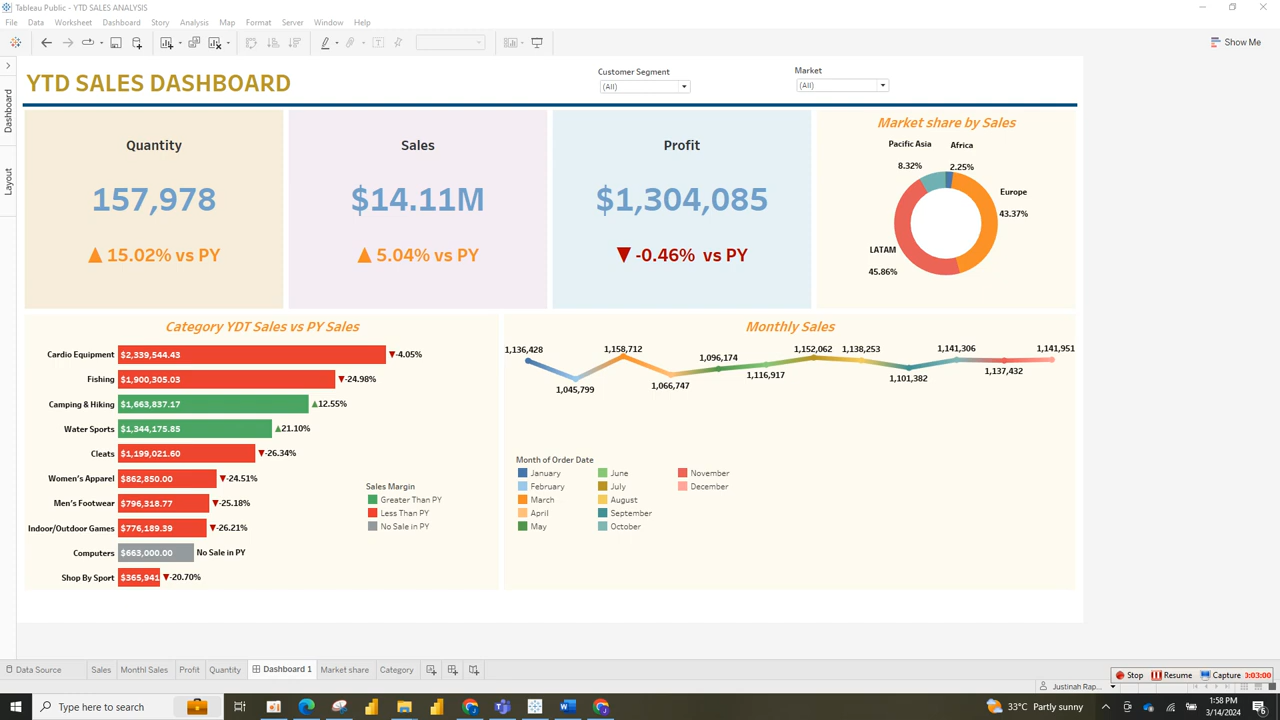 Tableau Public - YTD SALES ANALYSIS
File Data Worksheet Dashboard Story Analysis Map Format Server Window Help
Show Me
Dashboard
Layout
YTD SALES DASHBOARD
Customer Segment
(All)
Market
(All)
Quantity
157,978
▲ 15.02% vs PY
Sales
$14.11M
▲ 5.04% vs PY
Profit
$1,304,085
▼ -0.46% vs PY
Market share by Sales
Pacific Asia
8.32%
Africa
2.25%
Europe
43.37%
LATAM
45.86%
Category YDT Sales vs PY Sales
Cardio Equipment $2,339,544.43 ▼-4.05%
Fishing $1,900,305.03 ▼-24.98%
Camping & Hiking $1,663,837.17 ▲12.55%
Water Sports $1,344,175.85 ▲21.10%
Cleats $1,199,021.60 ▼-26.34%
Women's Apparel $862,850.00 ▼-24.51%
Men's Footwear $796,318.77 ▼-25.18%
Indoor/Outdoor Games $776,189.39 ▼-26.21%
Computers $663,000.00 No Sale in PY
Shop By Sport $365,941 ▼-20.70%
Sales Margin
Greater Than PY
Less Than PY
No Sale in PY
Monthly Sales
1,136,428
1,045,799
1,158,712
1,066,747
1,096,174
1,116,917
1,152,062
1,138,253
1,101,382
1,141,306
1,137,432
1,141,951
Month of Order Date
January
February
March
April
May
June
July
August
September
October
November
December
Data Source Sales Monthl Sales Profit Quantity Dashboard 1 Market share Category
Stop Resume Capture 0:03:00
Justinah Rap...
Type here to search
33°C Partly sunny
1:58 PM
3/14/2024